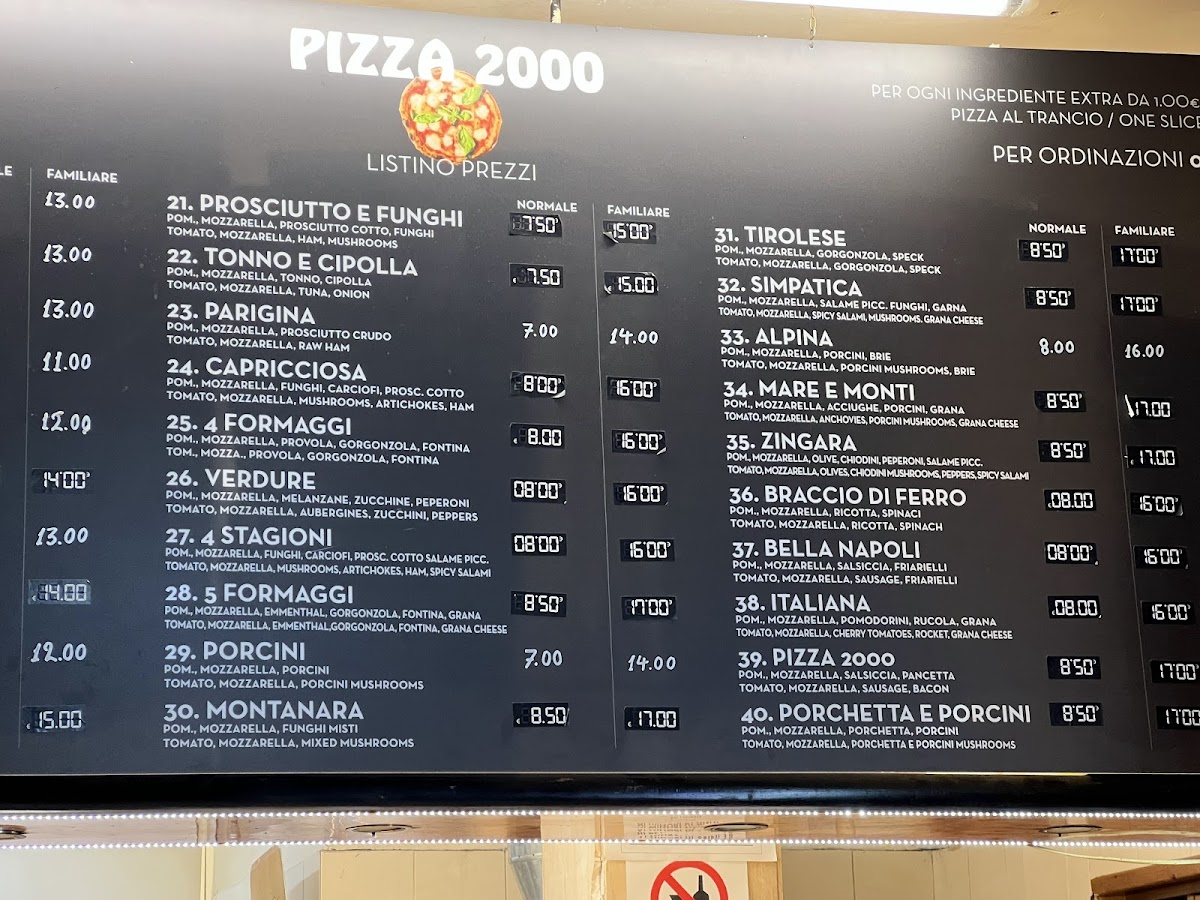 PIZZA 2000
LISTINO PREZZI
PER OGNI INGREDIENTE EXTRA DA 1.00€
PIZZA AL TRANCIO / ONE SLICE
PER ORDINAZIONI
LE FAMILIARE
13.00
13.00
13.00
11.00
12.00
14'00'
13.00
.14.00
12.00
.15.00
NORMALE FAMILIARE
21. PROSCIUTTO E FUNGHI 7'50' 15'00'
POM., MOZZARELLA, PROSCIUTTO COTTO, FUNGHI
TOMATO, MOZZARELLA, HAM, MUSHROOMS
22. TONNO E CIPOLLA .7.50 .15.00
POM., MOZZARELLA, TONNO, CIPOLLA
TOMATO, MOZZARELLA, TUNA, ONION
23. PARIGINA 7.00 14.00
POM., MOZZARELLA, PROSCIUTTO CRUDO
TOMATO, MOZZARELLA, RAW HAM
24. CAPRICCIOSA 8'00' 16'00'
POM., MOZZARELLA, FUNGHI, CARCIOFI, PROSC. COTTO
TOMATO, MOZZARELLA, MUSHROOMS, ARTICHOKES, HAM
25. 4 FORMAGGI .8.00 16'00'
POM., MOZZARELLA, PROVOLA, GORGONZOLA, FONTINA
TOM., MOZZA., PROVOLA, GORGONZOLA, FONTINA
26. VERDURE 08'00' 16'00'
POM., MOZZARELLA, MELANZANE, ZUCCHINE, PEPERONI
TOMATO, MOZZARELLA, AUBERGINES, ZUCCHINI, PEPPERS
27. 4 STAGIONI 08'00' 16'00'
POM., MOZZARELLA, FUNGHI, CARCIOFI, PROSC. COTTO SALAME PICC.
TOMATO, MOZZARELLA, MUSHROOMS, ARTICHOKES, HAM, SPICY SALAMI
28. 5 FORMAGGI 8'50' 17'00'
POM., MOZZARELLA, EMMENTHAL, GORGONZOLA, FONTINA, GRANA
TOMATO, MOZZARELLA, EMMENTHAL, GORGONZOLA, FONTINA, GRANA CHEESE
29. PORCINI 7.00 14.00
POM., MOZZARELLA, PORCINI
TOMATO, MOZZARELLA, PORCINI MUSHROOMS
30. MONTANARA .8.50 .17.00
POM., MOZZARELLA, FUNGHI MISTI
TOMATO, MOZZARELLA, MIXED MUSHROOMS
NORMALE FAMILIARE
31. TIROLESE 8'50' 17'00'
POM., MOZZARELLA, GORGONZOLA, SPECK
TOMATO, MOZZARELLA, GORGONZOLA, SPECK
32. SIMPATICA 8'50' 17'00'
POM., MOZZARELLA, SALAME PICC. FUNGHI, GARNA
TOMATO, MOZZARELLA, SPICY SALAMI, MUSHROOMS. GRANA CHEESE
33. ALPINA 8.00 16.00
POM., MOZZARELLA, PORCINI, BRIE
TOMATO, MOZZARELLA, PORCINI MUSHROOMS, BRIE
34. MARE E MONTI 8'50' 17.00
POM., MOZZARELLA, ACCIUGHE, PORCINI, GRANA
TOMATO, MOZZARELLA, ANCHOVIES, PORCINI MUSHROOMS, GRANA CHEESE
35. ZINGARA 8'50' .17.00
POM., MOZZARELLA, OLIVE, CHIODINI, PEPERONI, SALAME PICC.
TOMATO, MOZZARELLA, OLIVES, CHIODINI MUSHROOMS, PEPPERS, SPICY SALAMI
36. BRACCIO DI FERRO .08.00 16'00'
POM., MOZZARELLA, RICOTTA, SPINACI
TOMATO, MOZZARELLA, RICOTTA, SPINACH
37. BELLA NAPOLI 08'00' 16'00'
POM., MOZZARELLA, SALSICCIA, FRIARIELLI
TOMATO, MOZZARELLA, SAUSAGE, FRIARIELLI
38. ITALIANA .08.00 16'00'
POM., MOZZARELLA, POMODORINI, RUCOLA, GRANA
TOMATO, MOZZARELLA, CHERRY TOMATOES, ROCKET, GRANA CHEESE
39. PIZZA 2000 8'50' 17'00'
POM., MOZZARELLA, SALSICCIA, PANCETTA
TOMATO, MOZZARELLA, SAUSAGE, BACON
40. PORCHETTA E PORCINI 8'50' 17'00
POM., MOZZARELLA, PORCHETTA, PORCINI
TOMATO, MOZZARELLA, PORCHETTA E PORCINI MUSHROOMS